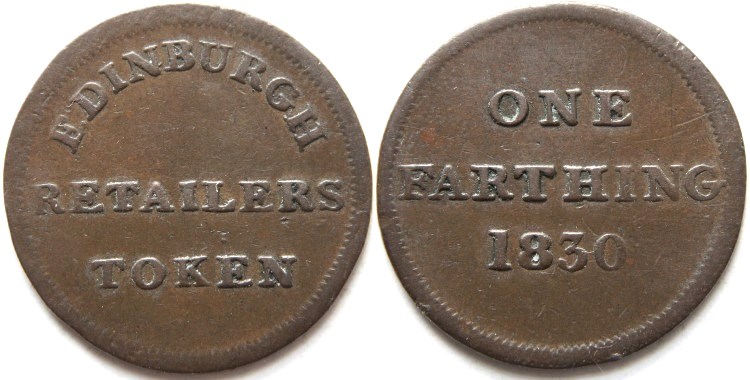 EDINBURGH
RETAILERS
TOKEN
ONE
FARTHING
1830